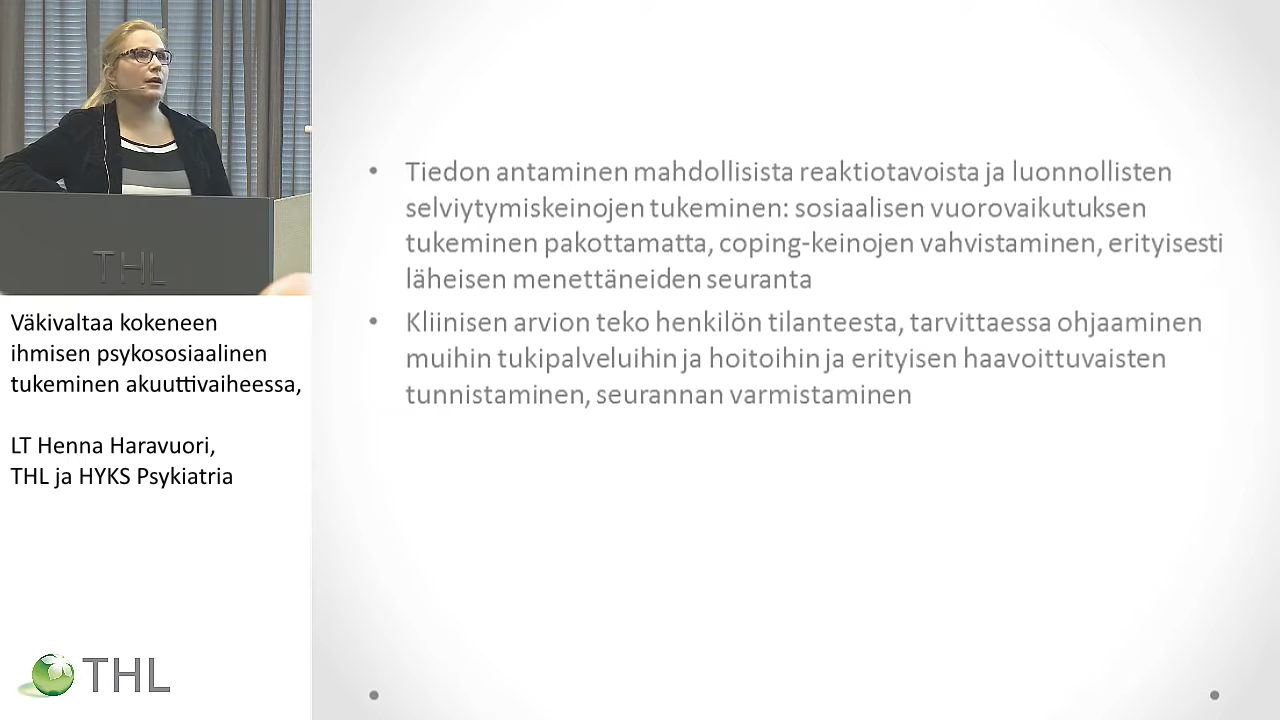 THL
Väkivaltaa kokeneen
ihmisen psykososiaalinen
tukeminen akuuttivaiheessa,
LT Henna Haravuori,
THL ja HYKS Psykiatria
THL
• Tiedon antaminen mahdollisista reaktiotavoista ja luonnollisten
selviytymiskeinojen tukeminen: sosiaalisen vuorovaikutuksen
tukeminen pakottamatta, coping-keinojen vahvistaminen, erityisesti
läheisen menettäneiden seuranta
• Kliinisen arvion teko henkilön tilanteesta, tarvittaessa ohjaaminen
muihin tukipalveluihin ja hoitoihin ja erityisen haavoittuvaisten
tunnistaminen, seurannan varmistaminen